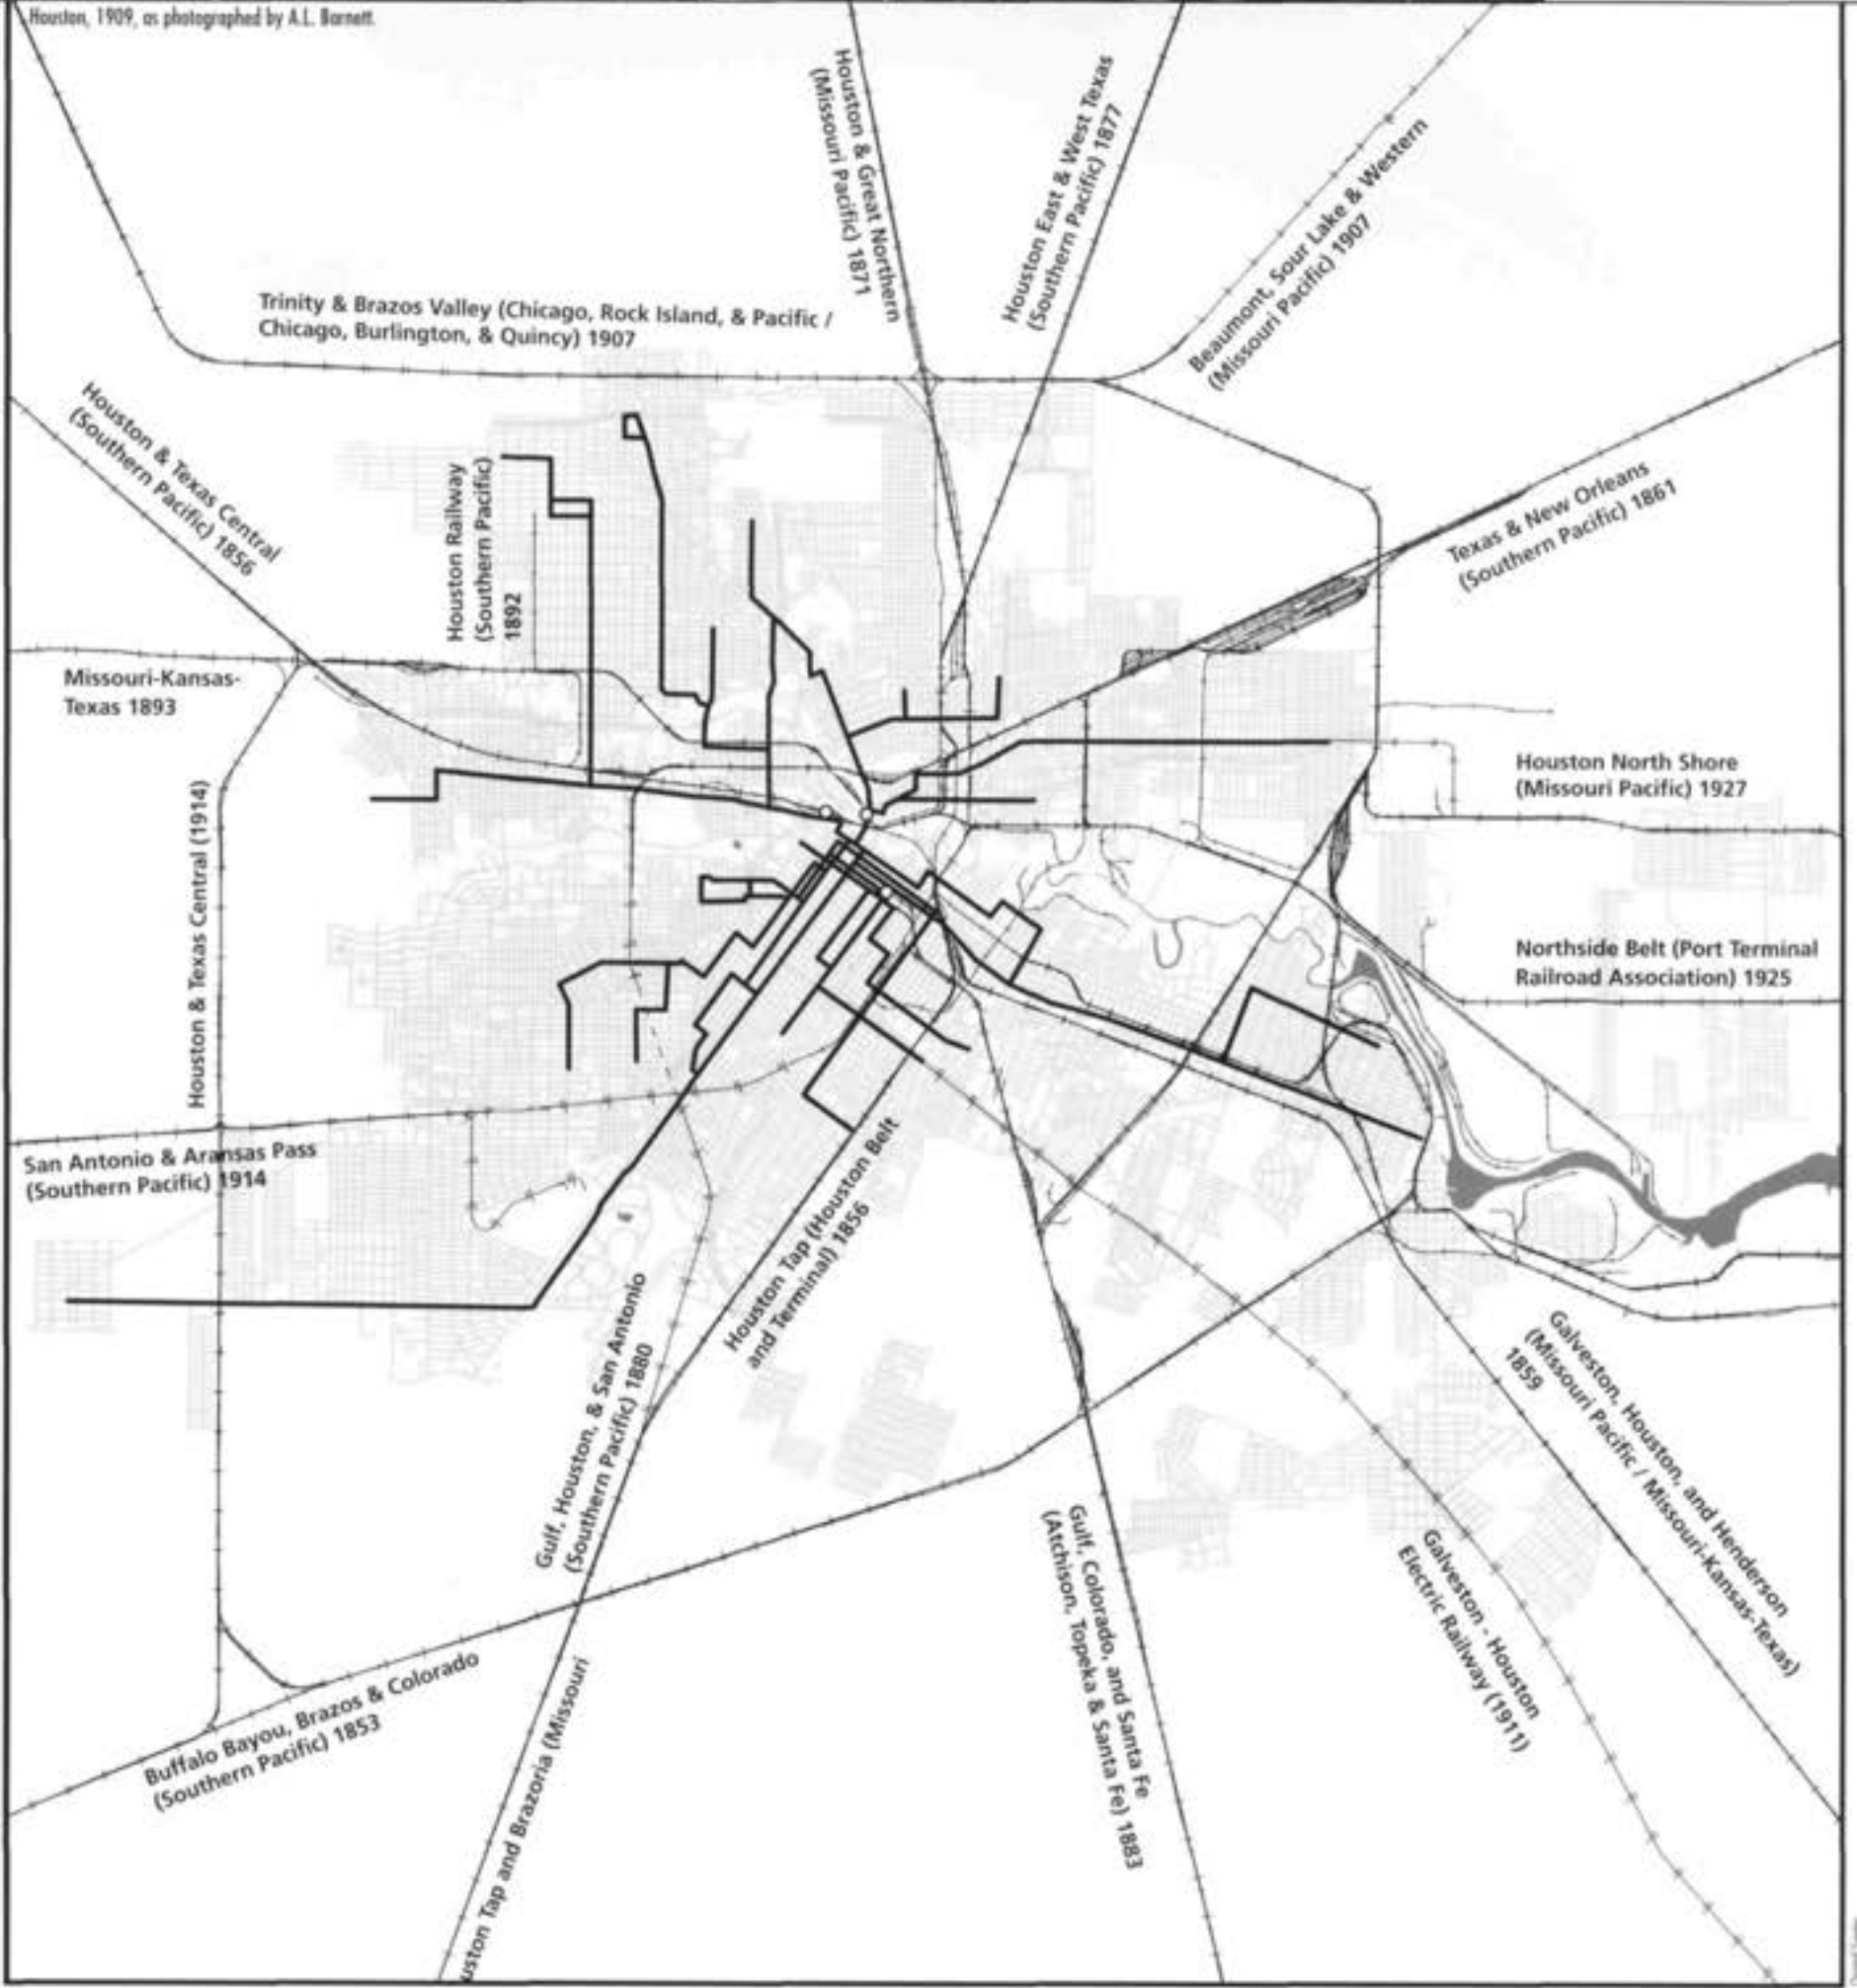 Houston, 1909, as photographed by A.L. Barnett.
Houston & Great Northern
(Missouri Pacific) 1871
Houston East & West Texas
(Southern Pacific) 1877
Beaumont, Sour Lake & Western
(Missouri Pacific) 1907
Trinity & Brazos Valley (Chicago, Rock Island, & Pacific /
Chicago, Burlington, & Quincy) 1907
Houston & Texas Central
(Southern Pacific) 1856
Houston Railway
(Southern Pacific)
1892
Texas & New Orleans
(Southern Pacific) 1861
Missouri-Kansas-
Texas 1893
Houston North Shore
(Missouri Pacific) 1927
Houston & Texas Central (1914)
Northside Belt (Port Terminal
Railroad Association) 1925
San Antonio & Aransas Pass
(Southern Pacific) 1914
Houston Tap (Houston Belt
and Terminal) 1856
Gulf, Houston, & San Antonio
(Southern Pacific) 1880
Galveston, Houston, and Henderson
(Missouri Pacific / Missouri-Kansas-Texas)
1859
Gulf, Colorado, and Santa Fe
(Atchison, Topeka & Santa Fe) 1883
Galveston - Houston
Electric Railway (1911)
Buffalo Bayou, Brazos & Colorado
(Southern Pacific) 1853
uston Tap and Brazoria (Missouri